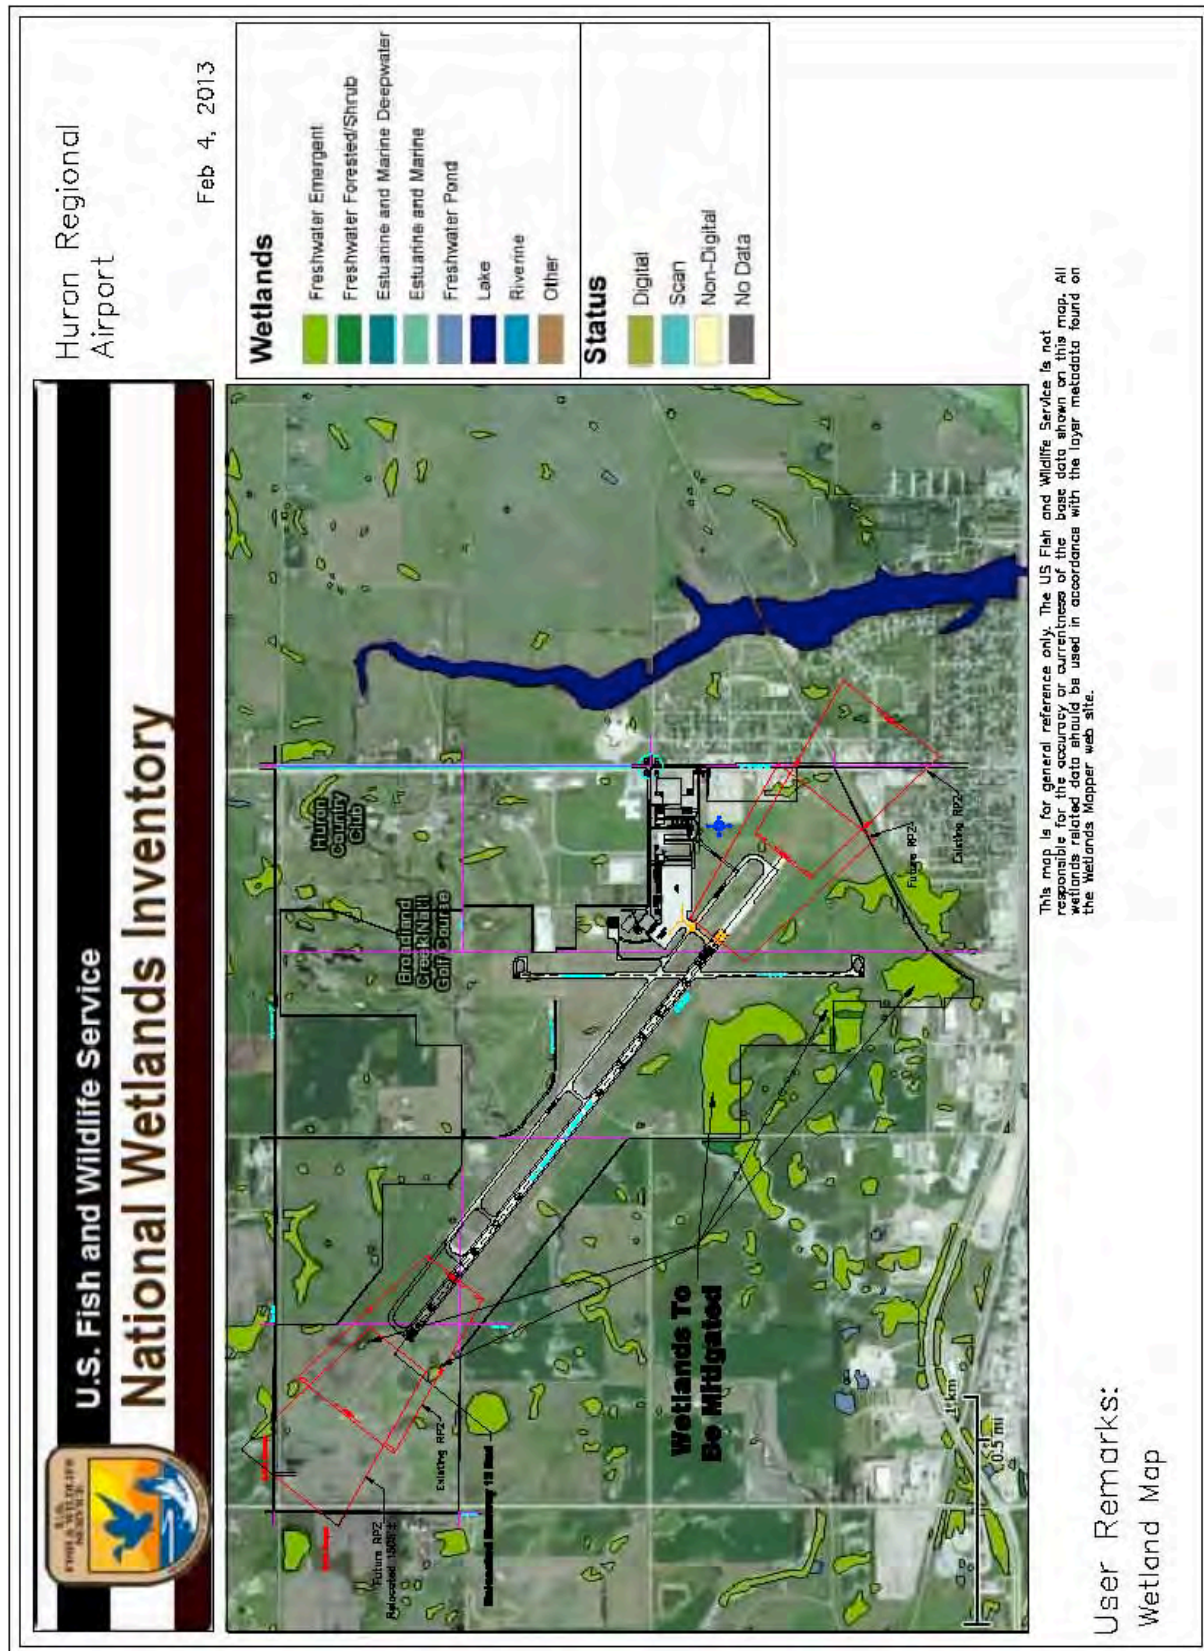 U.S. Fish and Wildlife Service
National Wetlands Inventory
Huron Regional
Airport
Feb 4, 2013
Wetlands
Freshwater Emergent
Freshwater Forested/Shrub
Estuarine and Marine Deepwater
Estuarine and Marine
Freshwater Pond
Lake
Riverine
Other
Status
Digital
Scan
Non-Digital
No Data
Huron
Country
Club
Broadland
Creek Nat'l
Golf Course
Existing RPZ
Future RPZ
Relocated
Relocated Runway 12 End
Wetlands To
Be Mitigated
Future RPZ
Existing RPZ
1 km
0.5 mi
This map is for general reference only. The US Fish and Wildlife Service is not
responsible for the accuracy or currentness of the base data shown on this map. All
wetlands related data should be used in accordance with the layer metadata found on
the Wetlands Mapper web site.
User Remarks:
Wetland Map